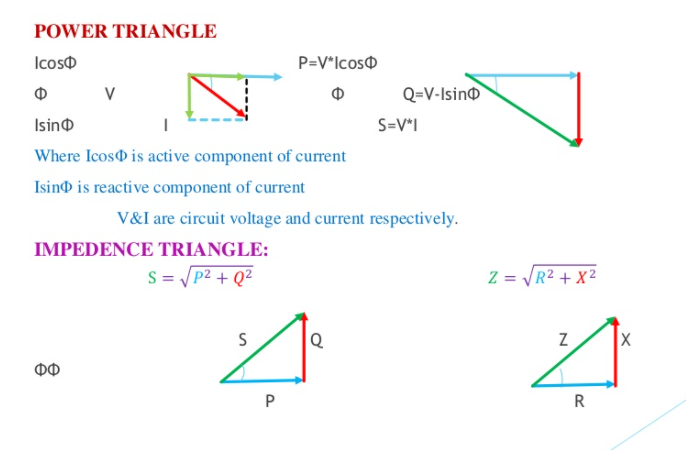 POWER TRIANGLE
IcosΦ P=V*IcosΦ
Φ V Φ Q=V-IsinΦ
IsinΦ I S=V*I
Where IcosΦ is active component of current
IsinΦ is reactive component of current
V&I are circuit voltage and current respectively.
IMPEDENCE TRIANGLE:
S = √P² + Q² Z = √R² + X²
S Q Z X
ΦΦ
P R